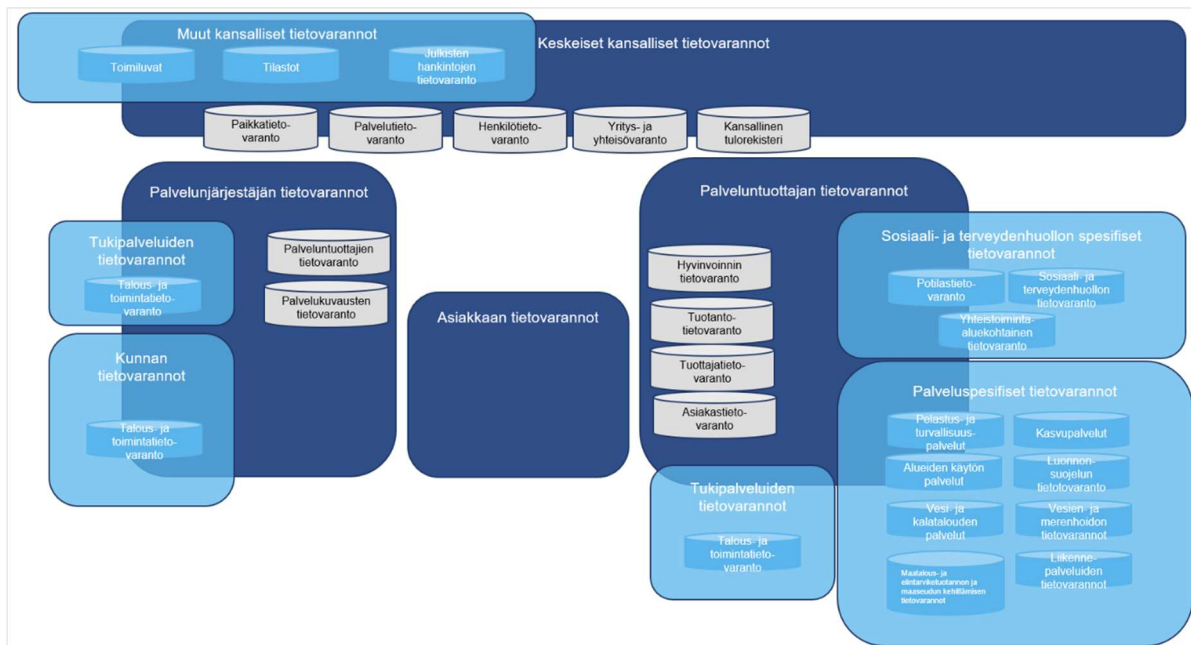 Muut kansalliset tietovarannot
Toimiluvat
Tilastot
Julkisten
hankintojen
tietovaranto
Keskeiset kansalliset tietovarannot
Paikkatieto-
varanto
Palvelutieto-
varanto
Henkilötieto-
varanto
Yritys- ja
yhteisövaranto
Kansallinen
tulorekisteri
Palvelunjärjestäjän tietovarannot
Palveluntuottajien
tietovaranto
Palvelukuvausten
tietovaranto
Tukipalveluiden
tietovarannot
Talous- ja
toimintatieto-
varanto
Kunnan
tietovarannot
Talous- ja
toimintatieto-
varanto
Asiakkaan tietovarannot
Palveluntuottajan tietovarannot
Hyvinvoinnin
tietovaranto
Tuotanto-
tietovaranto
Tuottajatieto-
varanto
Asiakastieto-
varanto
Tukipalveluiden
tietovarannot
Talous- ja
toimintatieto-
varanto
Sosiaali- ja terveydenhuollon spesifiset
tietovarannot
Potilastieto-
varanto
Sosiaali- ja
terveydenhuollon
tietovaranto
Yhteistoiminta-
aluekohtainen
tietovaranto
Palveluspesifiset tietovarannot
Pelastus- ja
turvallisuus-
palvelut
Kasvupalvelut
Alueiden käytön
palvelut
Luonnon-
suojelun
tietotovaranto
Vesi- ja
kalatalouden
palvelut
Vesien- ja
merenhoidon
tietovarannot
Maatalous- ja
elintarviketuotannon ja
maaseudun kehittämisen
tietovarannot
Liikenne-
palveluiden
tietovarannot